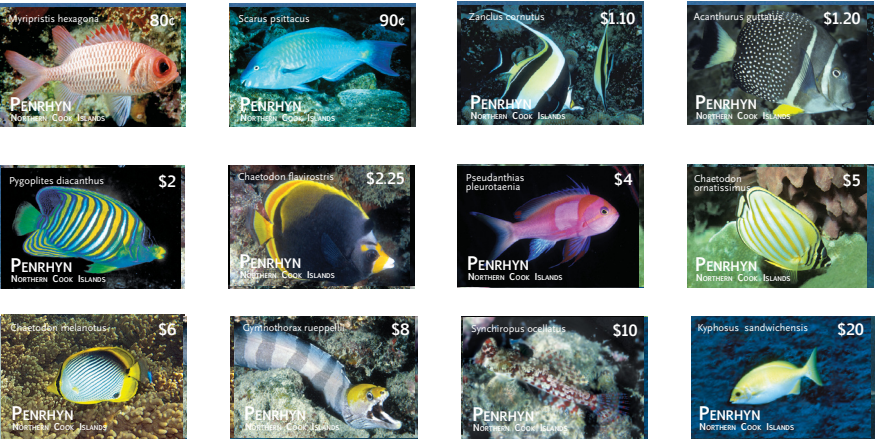 Myripristis hexagona 80¢
PENRHYN
NORTHERN COOK ISLANDS
Scarus psittacus 90¢
PENRHYN
NORTHERN COOK ISLANDS
Zanclus cornutus $1.10
PENRHYN
NORTHERN COOK ISLANDS
Acanthurus guttatus $1.20
PENRHYN
NORTHERN COOK ISLANDS
Pygoplites diacanthus $2
PENRHYN
NORTHERN COOK ISLANDS
Chaetodon flavirostris $2.25
PENRHYN
NORTHERN COOK ISLANDS
Pseudanthias $4
pleurotaenia
PENRHYN
NORTHERN COOK ISLANDS
Chaetodon $5
ornatissimus
PENRHYN
NORTHERN COOK ISLANDS
Chaetodon melanotus $6
PENRHYN
NORTHERN COOK ISLANDS
Gymnothorax rueppellii $8
PENRHYN
NORTHERN COOK ISLANDS
Synchiropus ocellatus $10
PENRHYN
NORTHERN COOK ISLANDS
Kyphosus sandwichensis $20
PENRHYN
NORTHERN COOK ISLANDS